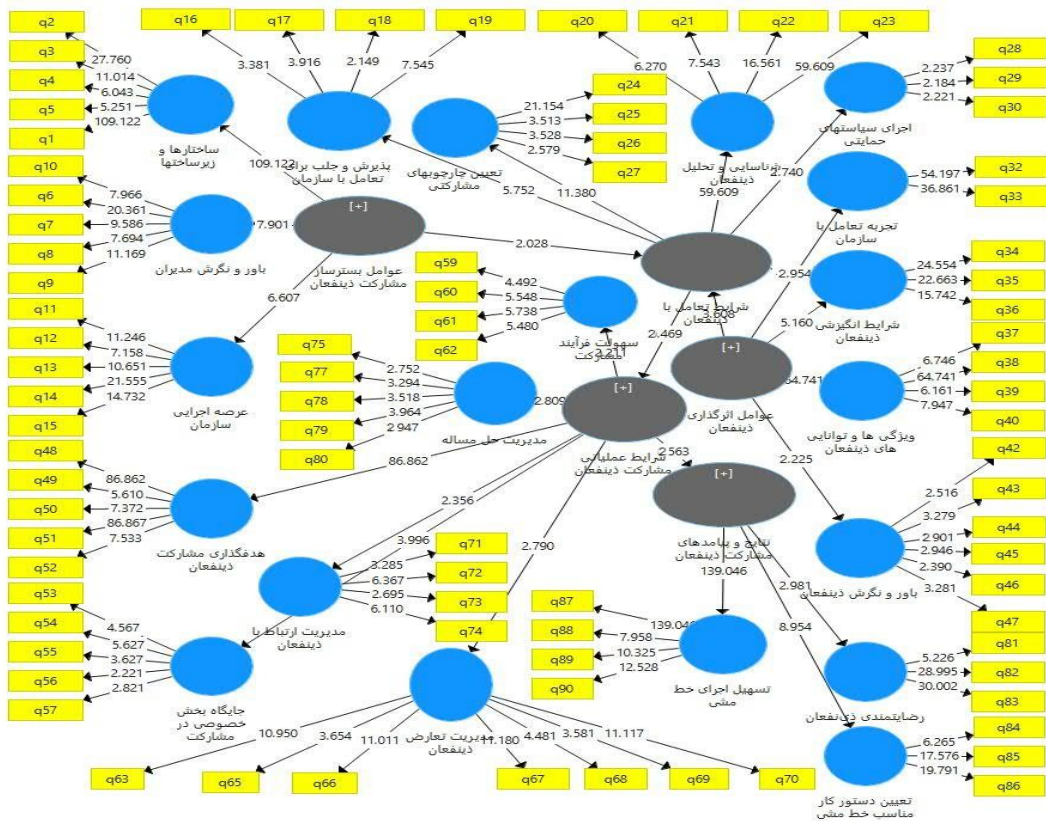 q2
q3
q4
q5
q1
27.760
11.014
6.043
5.251
109.122
ساختارها و
زیرساختها
q16
q17
q18
q19
3.381
3.916
2.149
7.545
پذیرش و جلب برای
تعامل با سازمان
q24
q25
q26
q27
21.154
3.513
3.528
2.579
تعیین چارچوبهای
مشارکتی
q20
q21
q22
q23
6.270
7.543
16.561
59.609
شناسایی و تحلیل
ذینفعان
q28
q29
q30
2.237
2.184
2.221
اجرای سیاستهای
حمایتی
109.122
5.752
11.380
59.609
2.740
q10
q6
q7
q8
q9
7.966
20.361
9.586
7.694
11.169
باور و نگرش مدیران
7.901
[+]
عوامل بسترساز
مشارکت ذینفعان
2.028
6.607
شرایط تعامل با
ذینفعان
q32
q33
54.197
36.861
تجربه تعامل با
سازمان
2.954
q34
q35
q36
24.554
22.663
15.742
شرایط انگیزشی
ذینفعان
5.160
3.608
2.469
q59
q60
q61
q62
4.492
5.548
5.738
5.480
سهولت فرآیند
مشارکت
2.211
q11
q12
q13
q14
q15
11.246
7.158
10.651
21.555
14.732
عرصه اجرایی
سازمان
q75
q77
q78
q79
q80
2.752
3.294
3.518
3.964
2.947
مدیریت حل مساله
2.809
[+]
شرایط عملیاتی
مشارکت ذینفعان
[+]
عوامل اثرگذاری
ذینفعان
64.741
q37
q38
q39
q40
6.746
64.741
6.161
7.947
ویژگی ها و توانایی
های ذینفعان
2.225
2.563
86.862
q48
q49
q50
q51
q52
86.862
5.610
7.372
86.867
7.533
هدفگذاری مشارکت
ذینفعان
2.356
3.996
2.790
[+]
نتایج و پیامدهای
مشارکت ذینفعان
q42
q43
q44
q45
q46
q47
2.516
3.279
2.901
2.946
2.390
3.281
باور و نگرش ذینفعان
q71
q72
q73
q74
3.285
6.367
2.695
6.110
مدیریت ارتباط با
ذینفعان
139.046
2.981
8.954
q53
q54
q55
q56
q57
4.567
5.627
3.627
2.221
2.821
جایگاه بخش
خصوصی در
مشارکت
q87
q88
q89
q90
139.046
7.958
10.325
12.528
تسهیل اجرای خط
مشی
q81
q82
q83
5.226
28.995
30.002
رضایتمندی ذی‌نفعان
مدیریت تعارض
ذینفعان
10.950
3.654
11.011
11.180
4.481
3.581
11.117
q63
q65
q66
q67
q68
q69
q70
q84
q85
q86
6.265
17.576
19.791
تعیین دستور کار
مناسب خط مشی